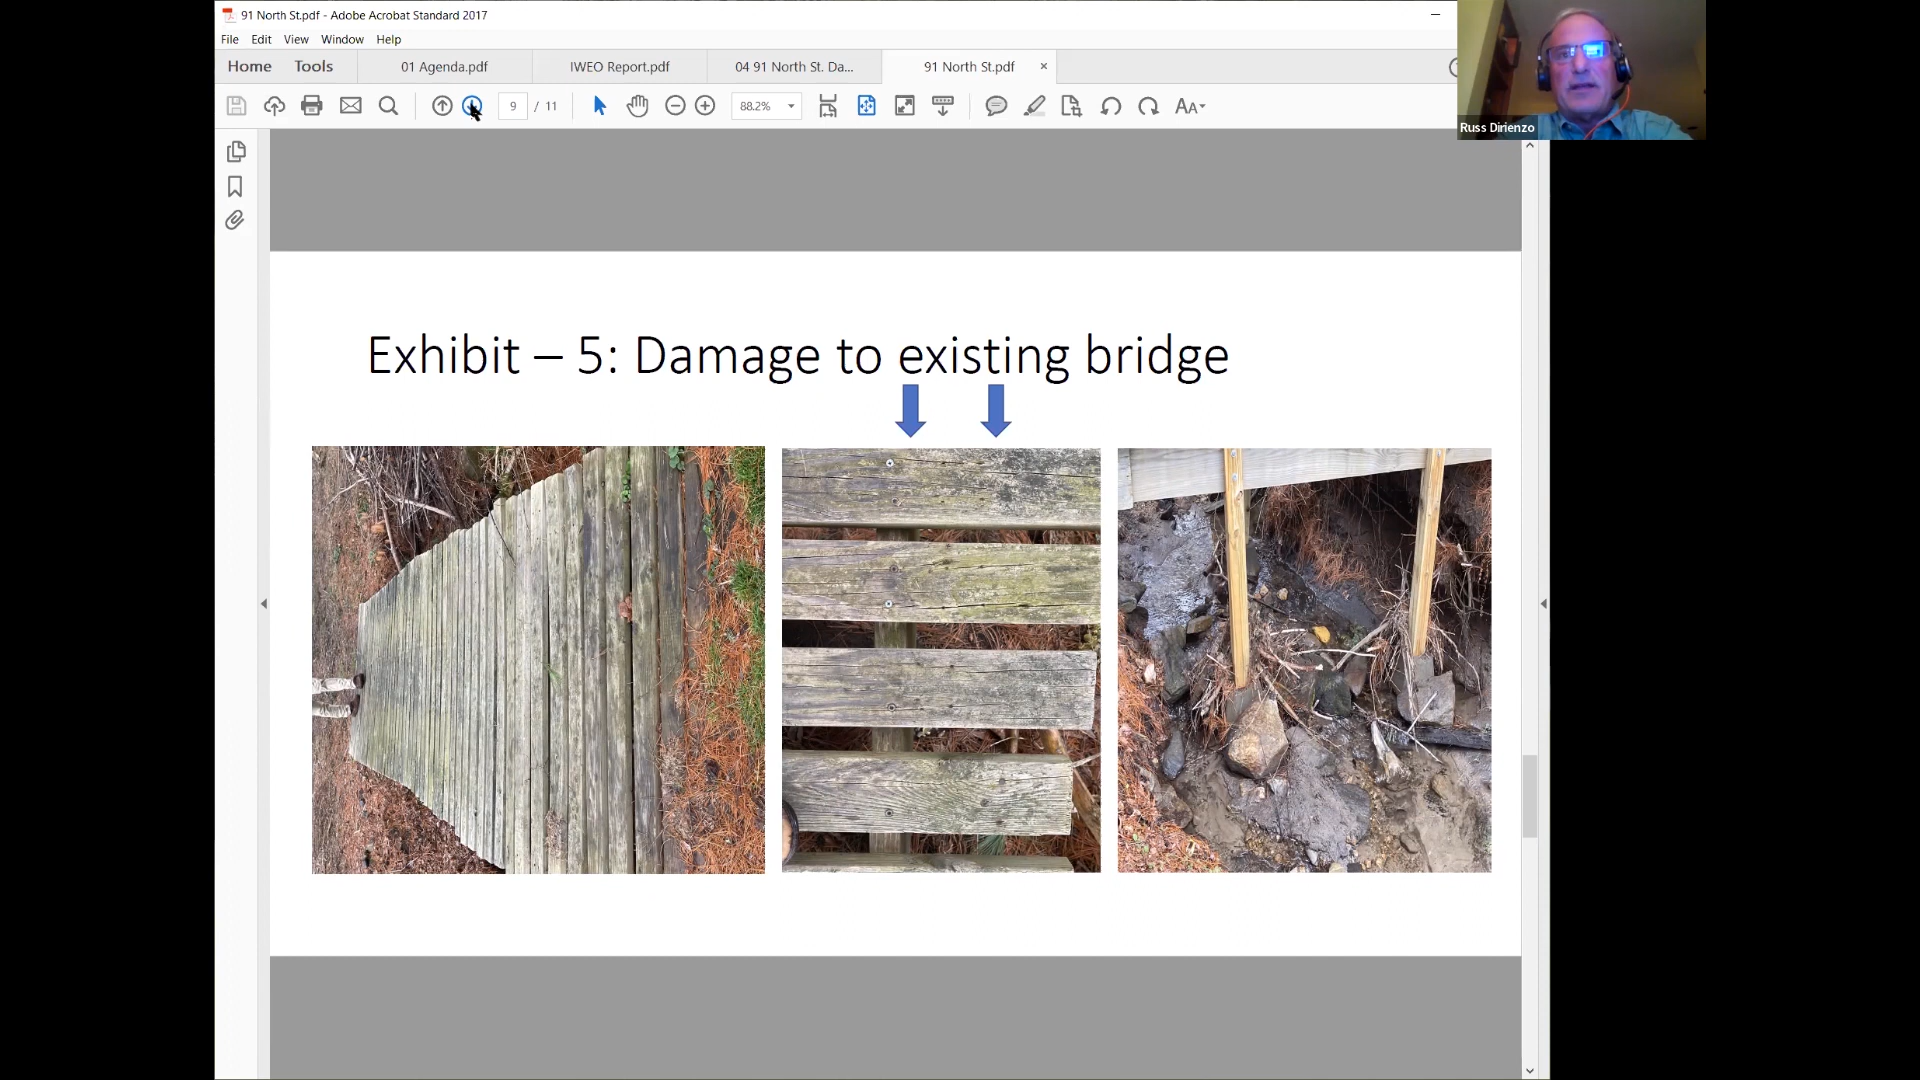 91 North St.pdf - Adobe Acrobat Standard 2017
File Edit View Window Help
Home Tools 01 Agenda.pdf IWEO Report.pdf 04 91 North St. Da... 91 North St.pdf ×
9 / 11 88.2%
Russ Dirienzo
Exhibit – 5: Damage to existing bridge